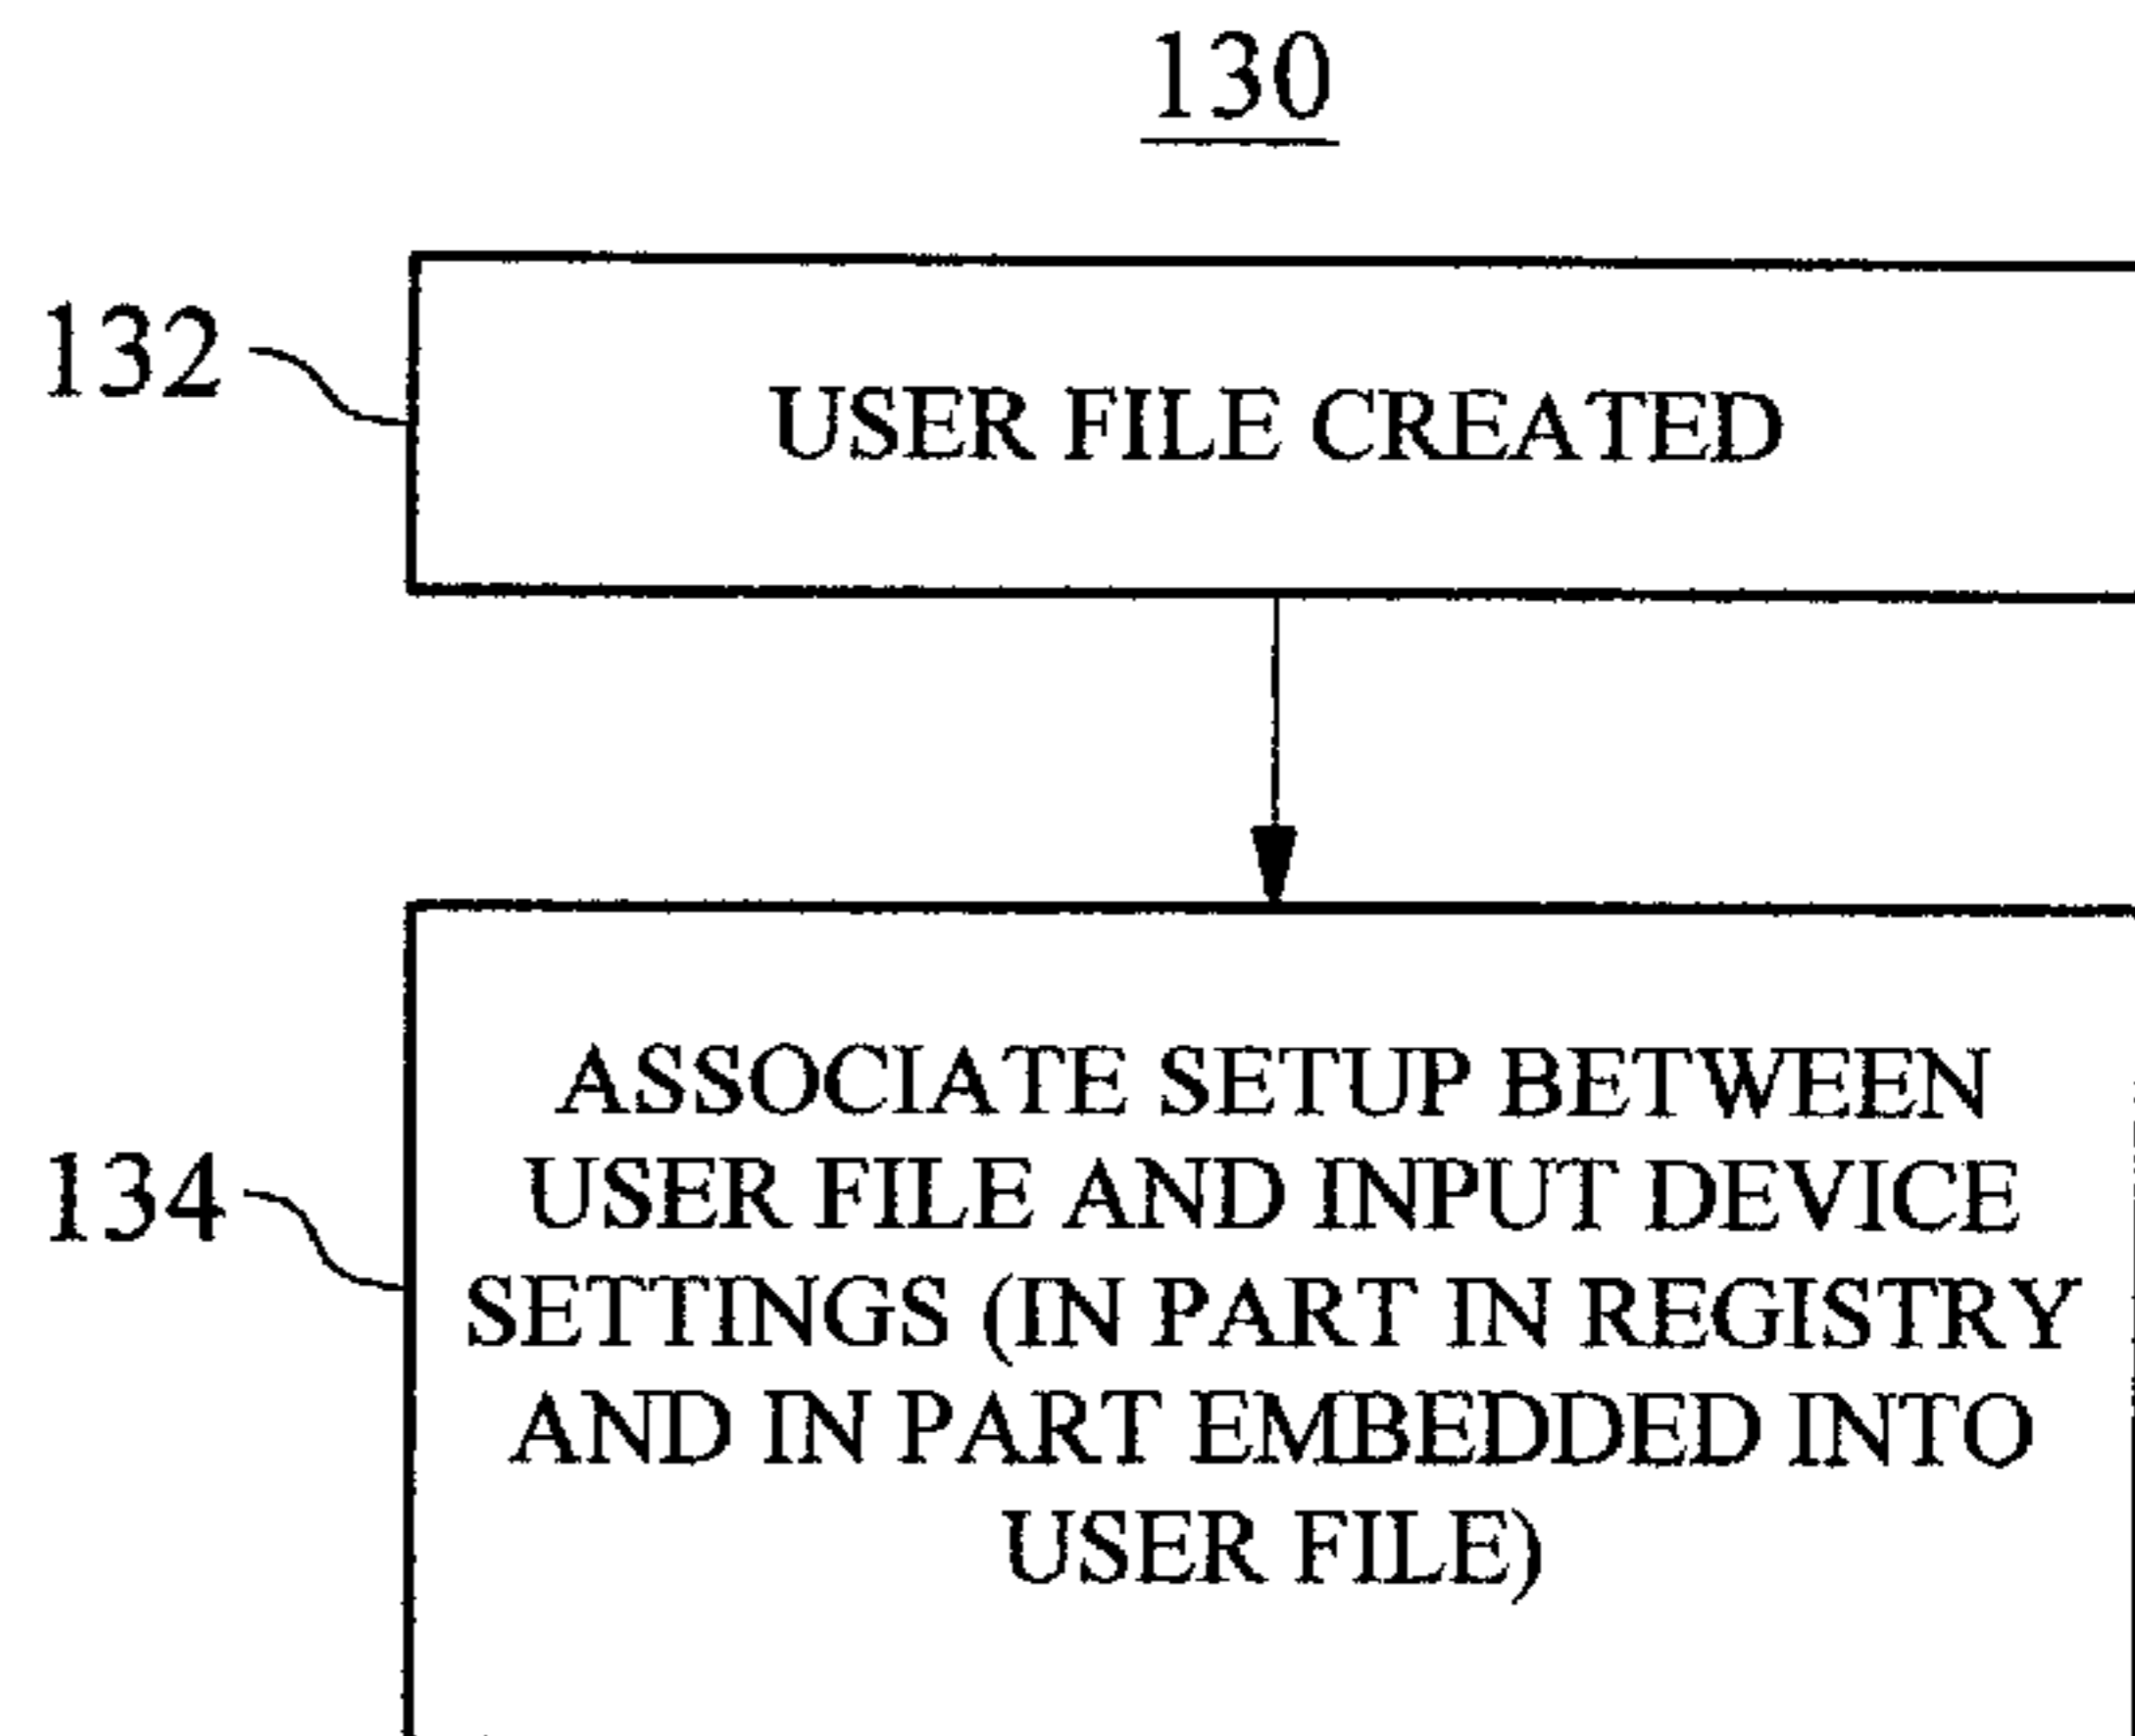 130
132
USER FILE CREATED
134
ASSOCIATE SETUP BETWEEN
USER FILE AND INPUT DEVICE
SETTINGS (IN PART IN REGISTRY
AND IN PART EMBEDDED INTO
USER FILE)